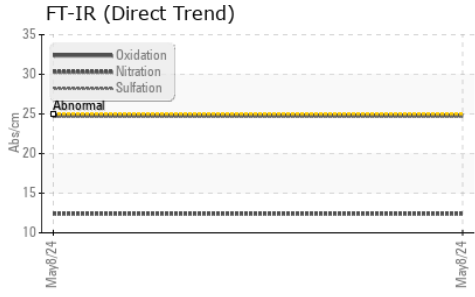 FT-IR (Direct Trend)
35
30
25
20
15
10
Abs/cm
Oxidation
Nitration
Sulfation
Abnormal
May8/24
May8/24